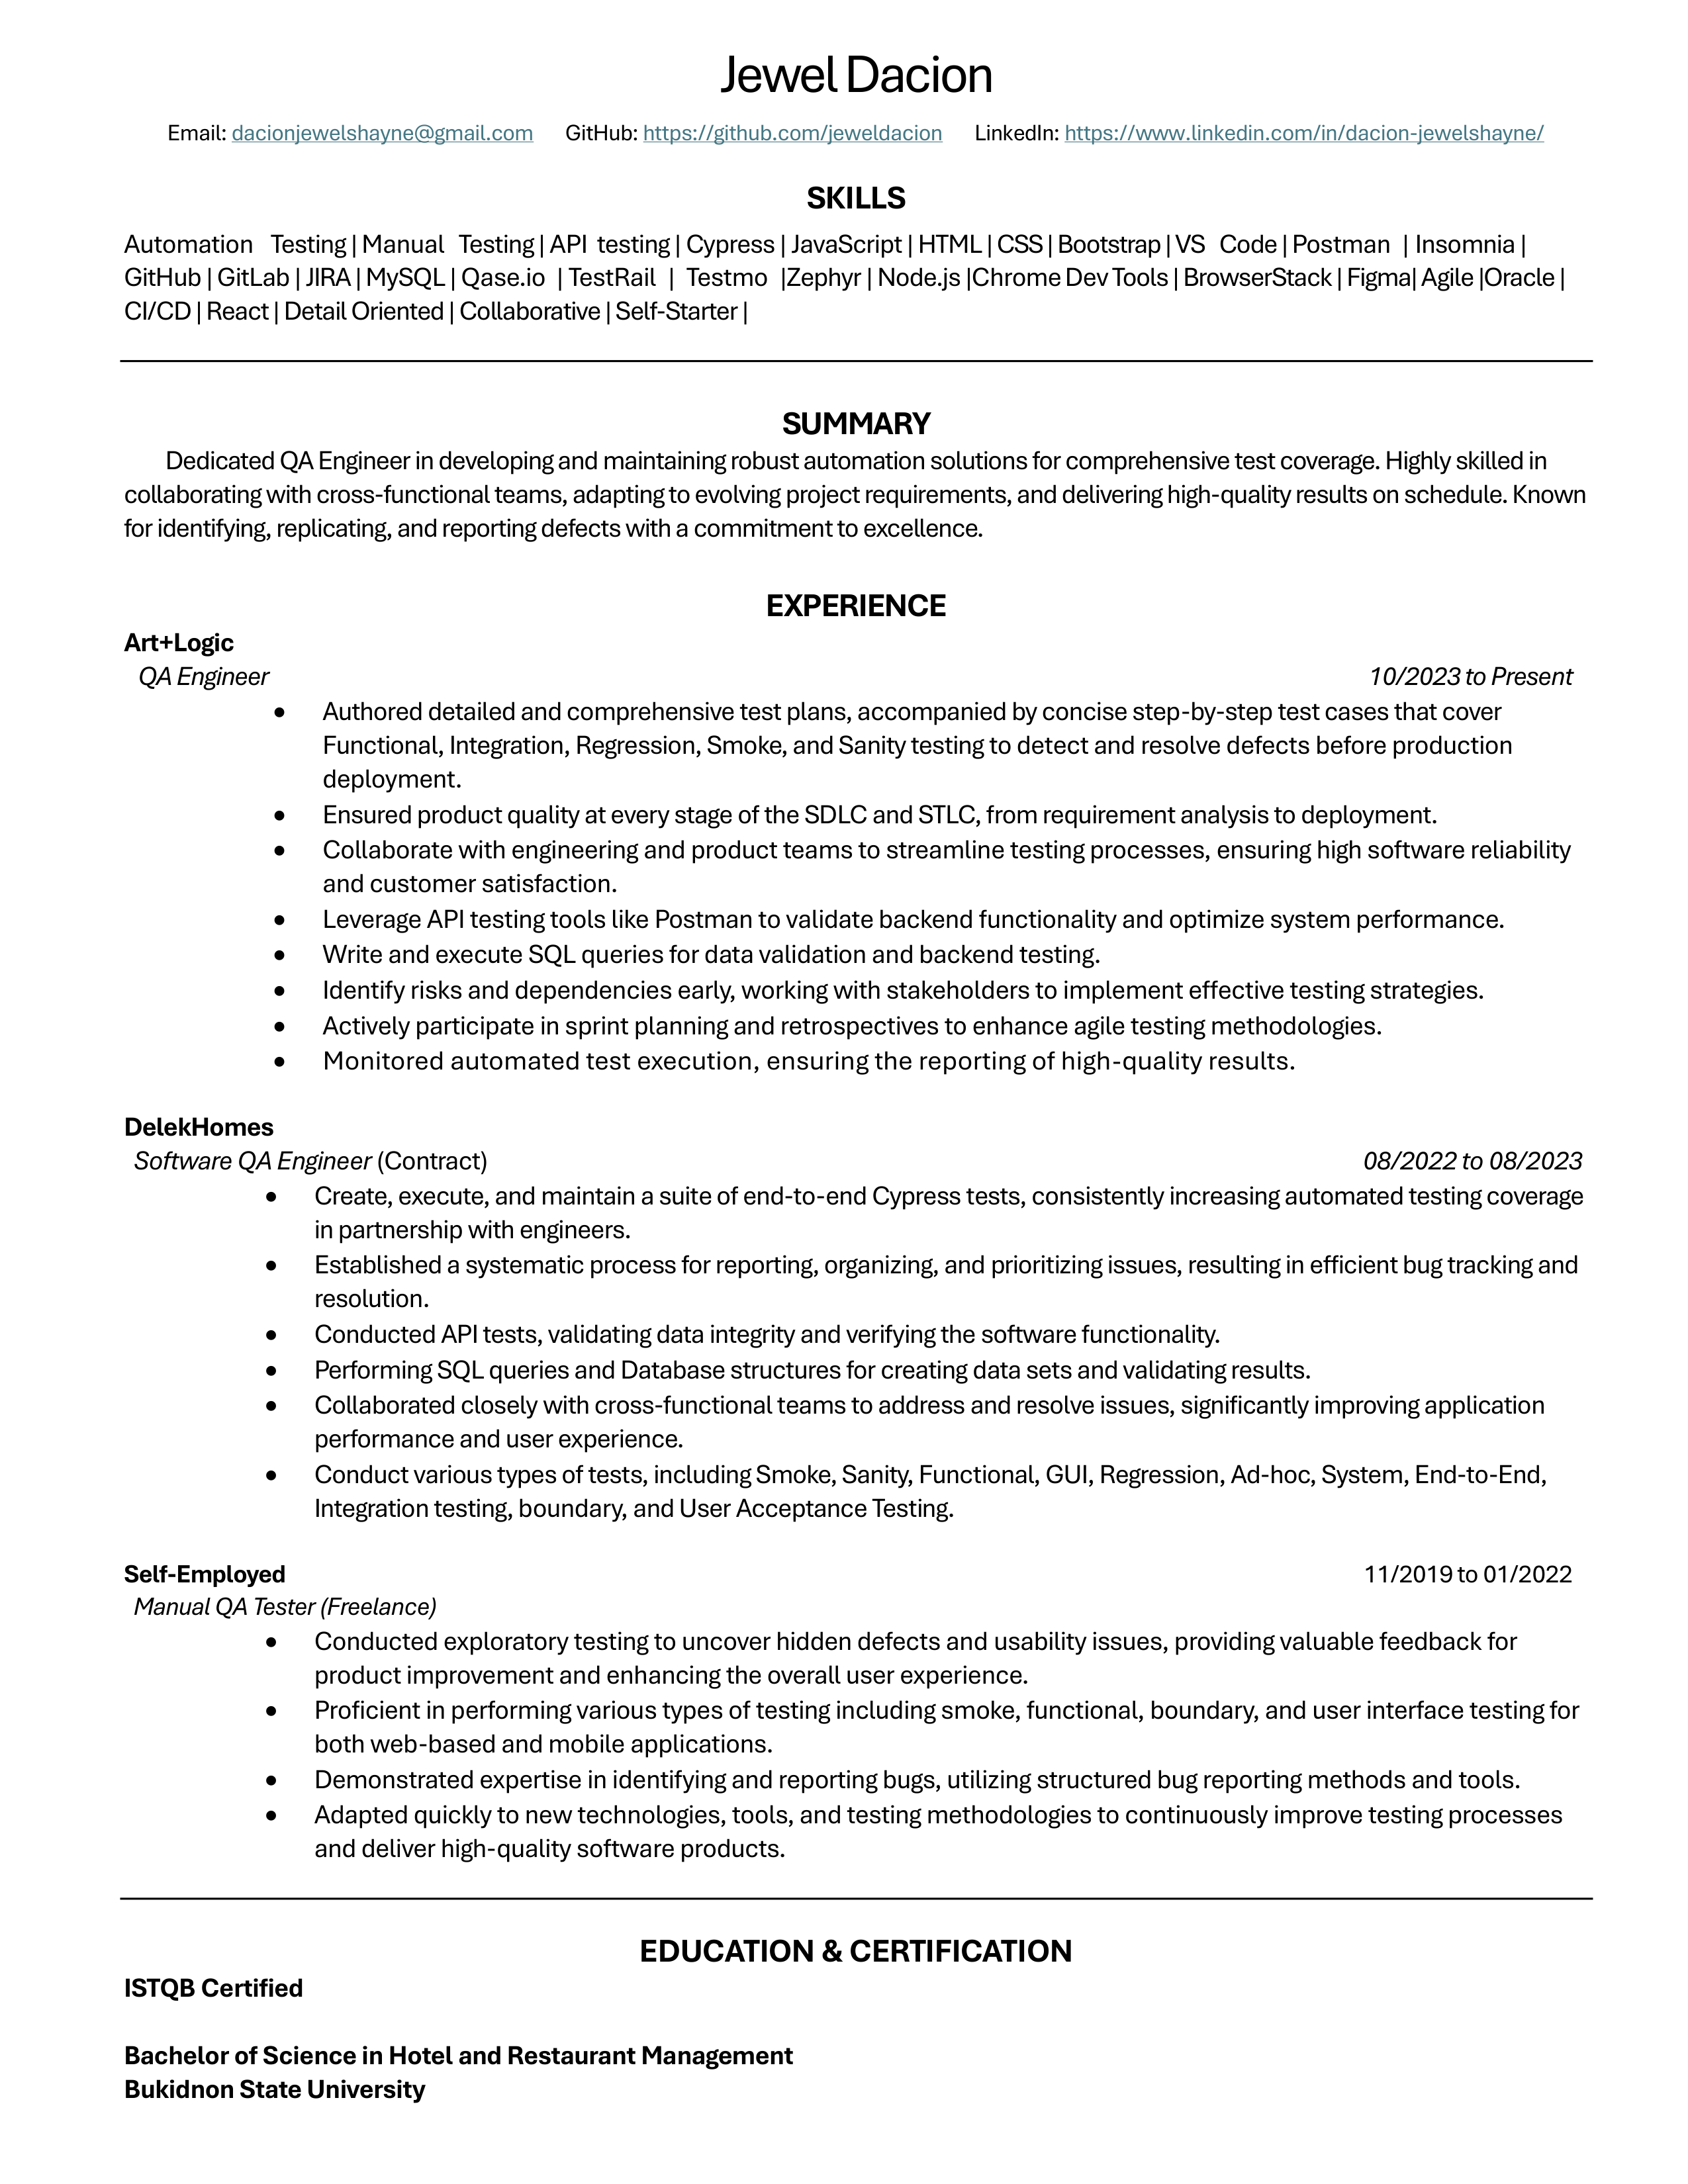 Jewel Dacion
Email: dacionjewelshayne@gmail.com GitHub: https://github.com/jeweldacion LinkedIn: https://www.linkedin.com/in/dacion-jewelshayne/
SKILLS
Automation Testing | Manual Testing | API testing | Cypress | JavaScript | HTML | CSS | Bootstrap | VS Code | Postman | Insomnia |
GitHub | GitLab | JIRA | MySQL | Qase.io | TestRail | Testmo |Zephyr | Node.js |Chrome Dev Tools | BrowserStack | Figma| Agile |Oracle |
CI/CD | React | Detail Oriented | Collaborative | Self-Starter |
SUMMARY
Dedicated QA Engineer in developing and maintaining robust automation solutions for comprehensive test coverage. Highly skilled in
collaborating with cross-functional teams, adapting to evolving project requirements, and delivering high-quality results on schedule. Known
for identifying, replicating, and reporting defects with a commitment to excellence.
EXPERIENCE
Art+Logic
QA Engineer 10/2023 to Present
• Authored detailed and comprehensive test plans, accompanied by concise step-by-step test cases that cover
Functional, Integration, Regression, Smoke, and Sanity testing to detect and resolve defects before production
deployment.
• Ensured product quality at every stage of the SDLC and STLC, from requirement analysis to deployment.
• Collaborate with engineering and product teams to streamline testing processes, ensuring high software reliability
and customer satisfaction.
• Leverage API testing tools like Postman to validate backend functionality and optimize system performance.
• Write and execute SQL queries for data validation and backend testing.
• Identify risks and dependencies early, working with stakeholders to implement effective testing strategies.
• Actively participate in sprint planning and retrospectives to enhance agile testing methodologies.
• Monitored automated test execution, ensuring the reporting of high-quality results.
DelekHomes
Software QA Engineer (Contract) 08/2022 to 08/2023
• Create, execute, and maintain a suite of end-to-end Cypress tests, consistently increasing automated testing coverage
in partnership with engineers.
• Established a systematic process for reporting, organizing, and prioritizing issues, resulting in efficient bug tracking and
resolution.
• Conducted API tests, validating data integrity and verifying the software functionality.
• Performing SQL queries and Database structures for creating data sets and validating results.
• Collaborated closely with cross-functional teams to address and resolve issues, significantly improving application
performance and user experience.
• Conduct various types of tests, including Smoke, Sanity, Functional, GUI, Regression, Ad-hoc, System, End-to-End,
Integration testing, boundary, and User Acceptance Testing.
Self-Employed 11/2019 to 01/2022
Manual QA Tester (Freelance)
• Conducted exploratory testing to uncover hidden defects and usability issues, providing valuable feedback for
product improvement and enhancing the overall user experience.
• Proficient in performing various types of testing including smoke, functional, boundary, and user interface testing for
both web-based and mobile applications.
• Demonstrated expertise in identifying and reporting bugs, utilizing structured bug reporting methods and tools.
• Adapted quickly to new technologies, tools, and testing methodologies to continuously improve testing processes
and deliver high-quality software products.
EDUCATION & CERTIFICATION
ISTQB Certified
Bachelor of Science in Hotel and Restaurant Management
Bukidnon State University